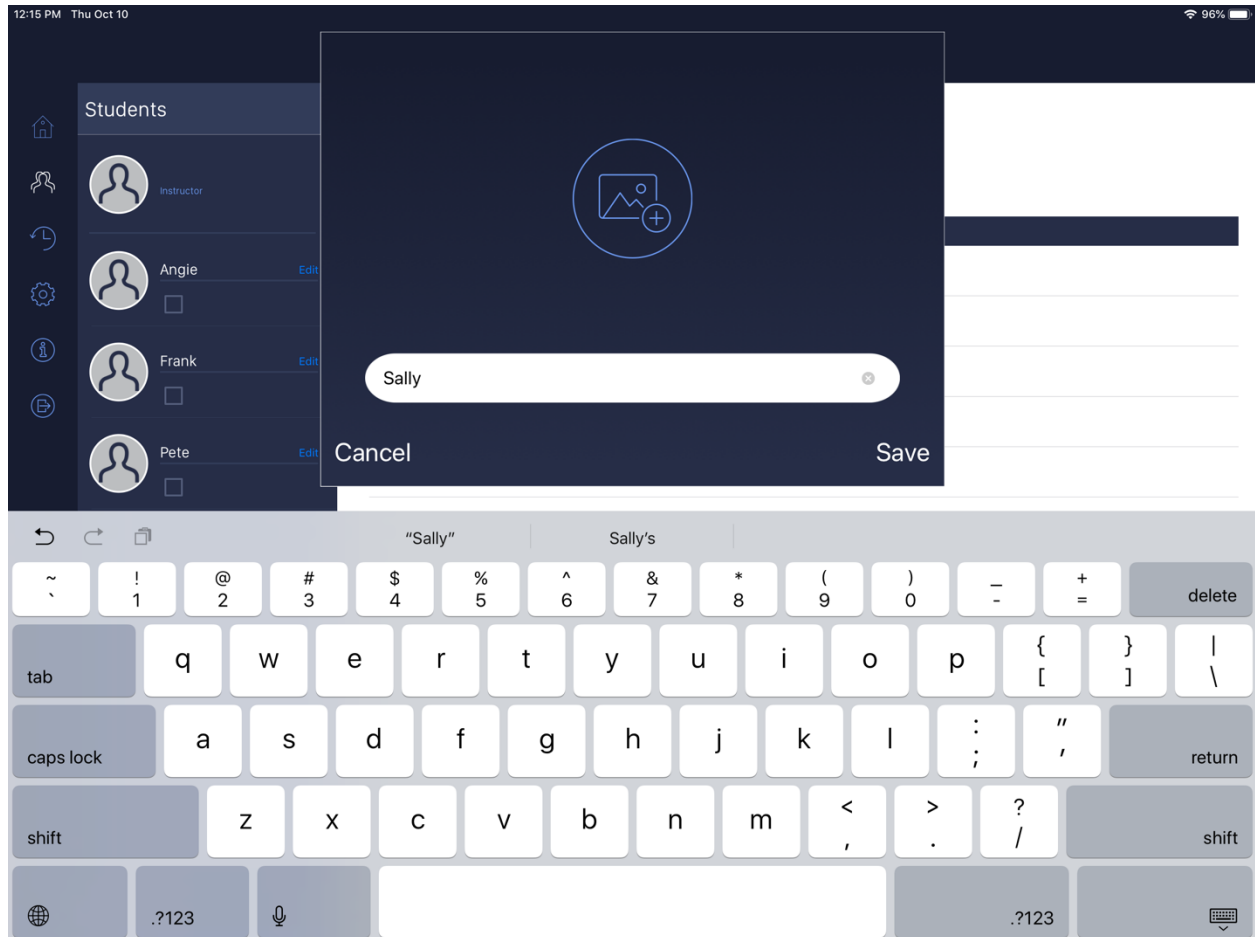 12:15 PM Thu Oct 10 96%
Students
Instructor
Angie Edit
Frank Edit
Pete Edit
Sally
Cancel Save
“Sally” Sally's
~ ! @ # $ % ^ & * ( ) _ +
` 1 2 3 4 5 6 7 8 9 0 - = delete
tab q w e r t y u i o p { } |
[ ] \
caps lock a s d f g h j k l : "
; ' return
shift z x c v b n m < > ?
, . / shift
.?123 .?123